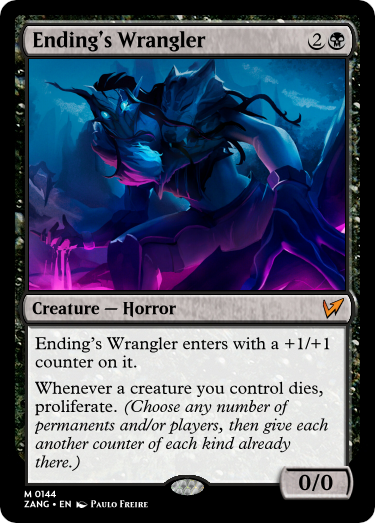 Ending's Wrangler 2
Creature — Horror
Ending's Wrangler enters with a +1/+1
counter on it.
Whenever a creature you control dies,
proliferate. (Choose any number of
permanents and/or players, then give each
another counter of each kind already
there.)
0/0
M 0144
ZANG • EN Paulo Freire